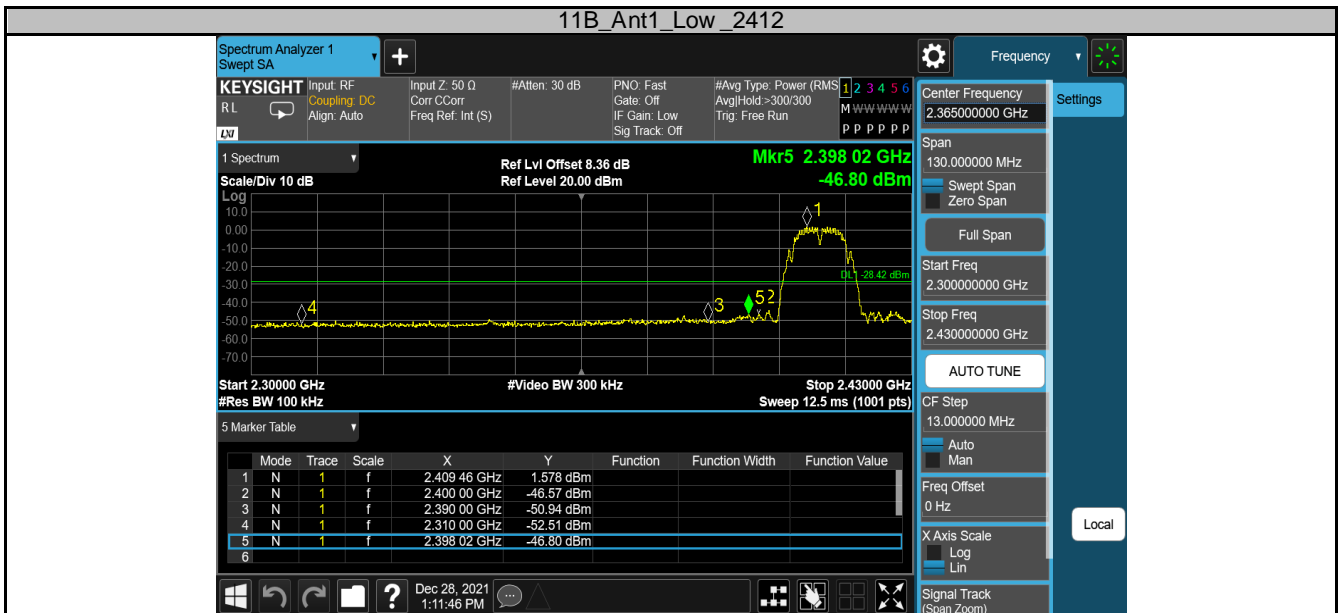 11B_Ant1_Low _2412
Spectrum Analyzer 1
Swept SA
+
Frequency
KEYSIGHT
R L
LXI
Input: RF
Coupling: DC
Align: Auto
Input Z: 50 Ω
Corr CCorr
Freq Ref: Int (S)
#Atten: 30 dB
PNO: Fast
Gate: Off
IF Gain: Low
Sig Track: Off
#Avg Type: Power (RMS
Avg|Hold:>300/300
Trig: Free Run
1 2 3 4 5 6
M W W W W W
P P P P P P
Center Frequency
2.365000000 GHz
Settings
Span
130.000000 MHz
Swept Span
Zero Span
Full Span
Start Freq
2.300000000 GHz
Stop Freq
2.430000000 GHz
AUTO TUNE
CF Step
13.000000 MHz
Auto
Man
Freq Offset
0 Hz
X Axis Scale
Log
Lin
Signal Track
(Span Zoom)
Local
1 Spectrum
Scale/Div 10 dB
Ref Lvl Offset 8.36 dB
Ref Level 20.00 dBm
Mkr5 2.398 02 GHz
-46.80 dBm
Log
10.0
0.00
-10.0
-20.0
-30.0
-40.0
-50.0
-60.0
-70.0
1
DL1 -28.42 dBm
4
3
52
Start 2.30000 GHz
#Video BW 300 kHz
Stop 2.43000 GHz
#Res BW 100 kHz
Sweep 12.5 ms (1001 pts)
5 Marker Table
Mode Trace Scale X Y Function Function Width Function Value
1 N 1 f 2.409 46 GHz 1.578 dBm
2 N 1 f 2.400 00 GHz -46.57 dBm
3 N 1 f 2.390 00 GHz -50.94 dBm
4 N 1 f 2.310 00 GHz -52.51 dBm
5 N 1 f 2.398 02 GHz -46.80 dBm
6
?
Dec 28, 2021
1:11:46 PM